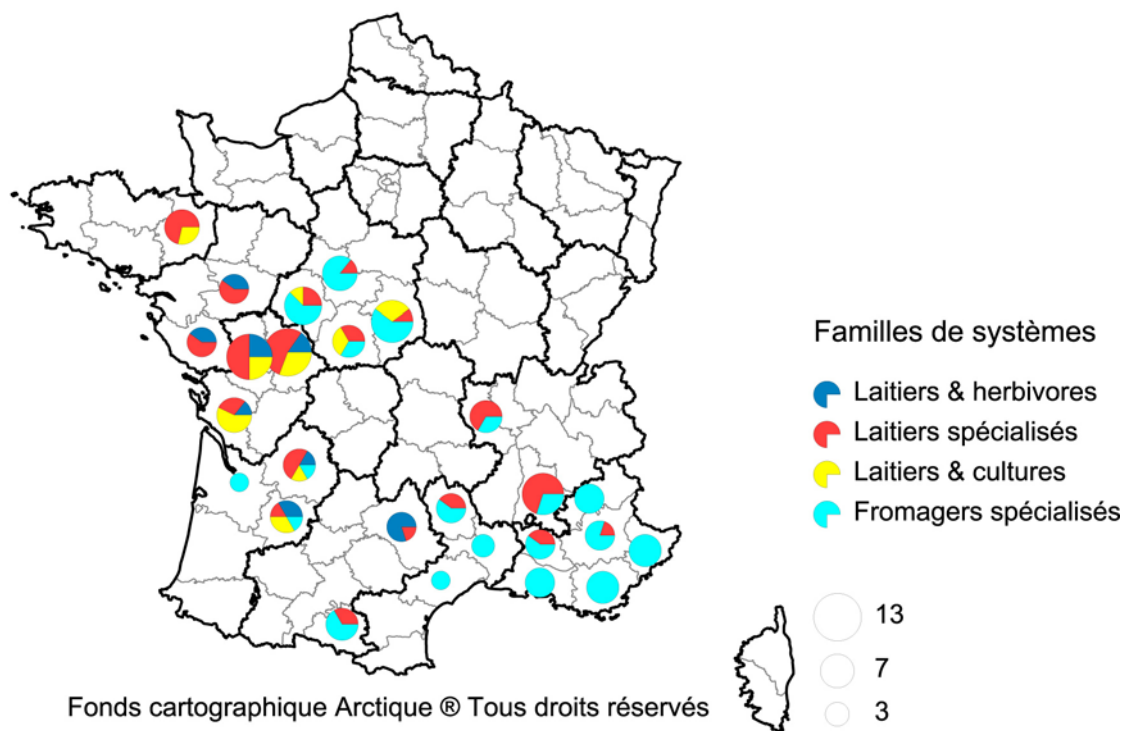 Familles de systèmes
Laitiers & herbivores
Laitiers spécialisés
Laitiers & cultures
Fromagers spécialisés
13
7
3
Fonds cartographique Arctique ® Tous droits réservés